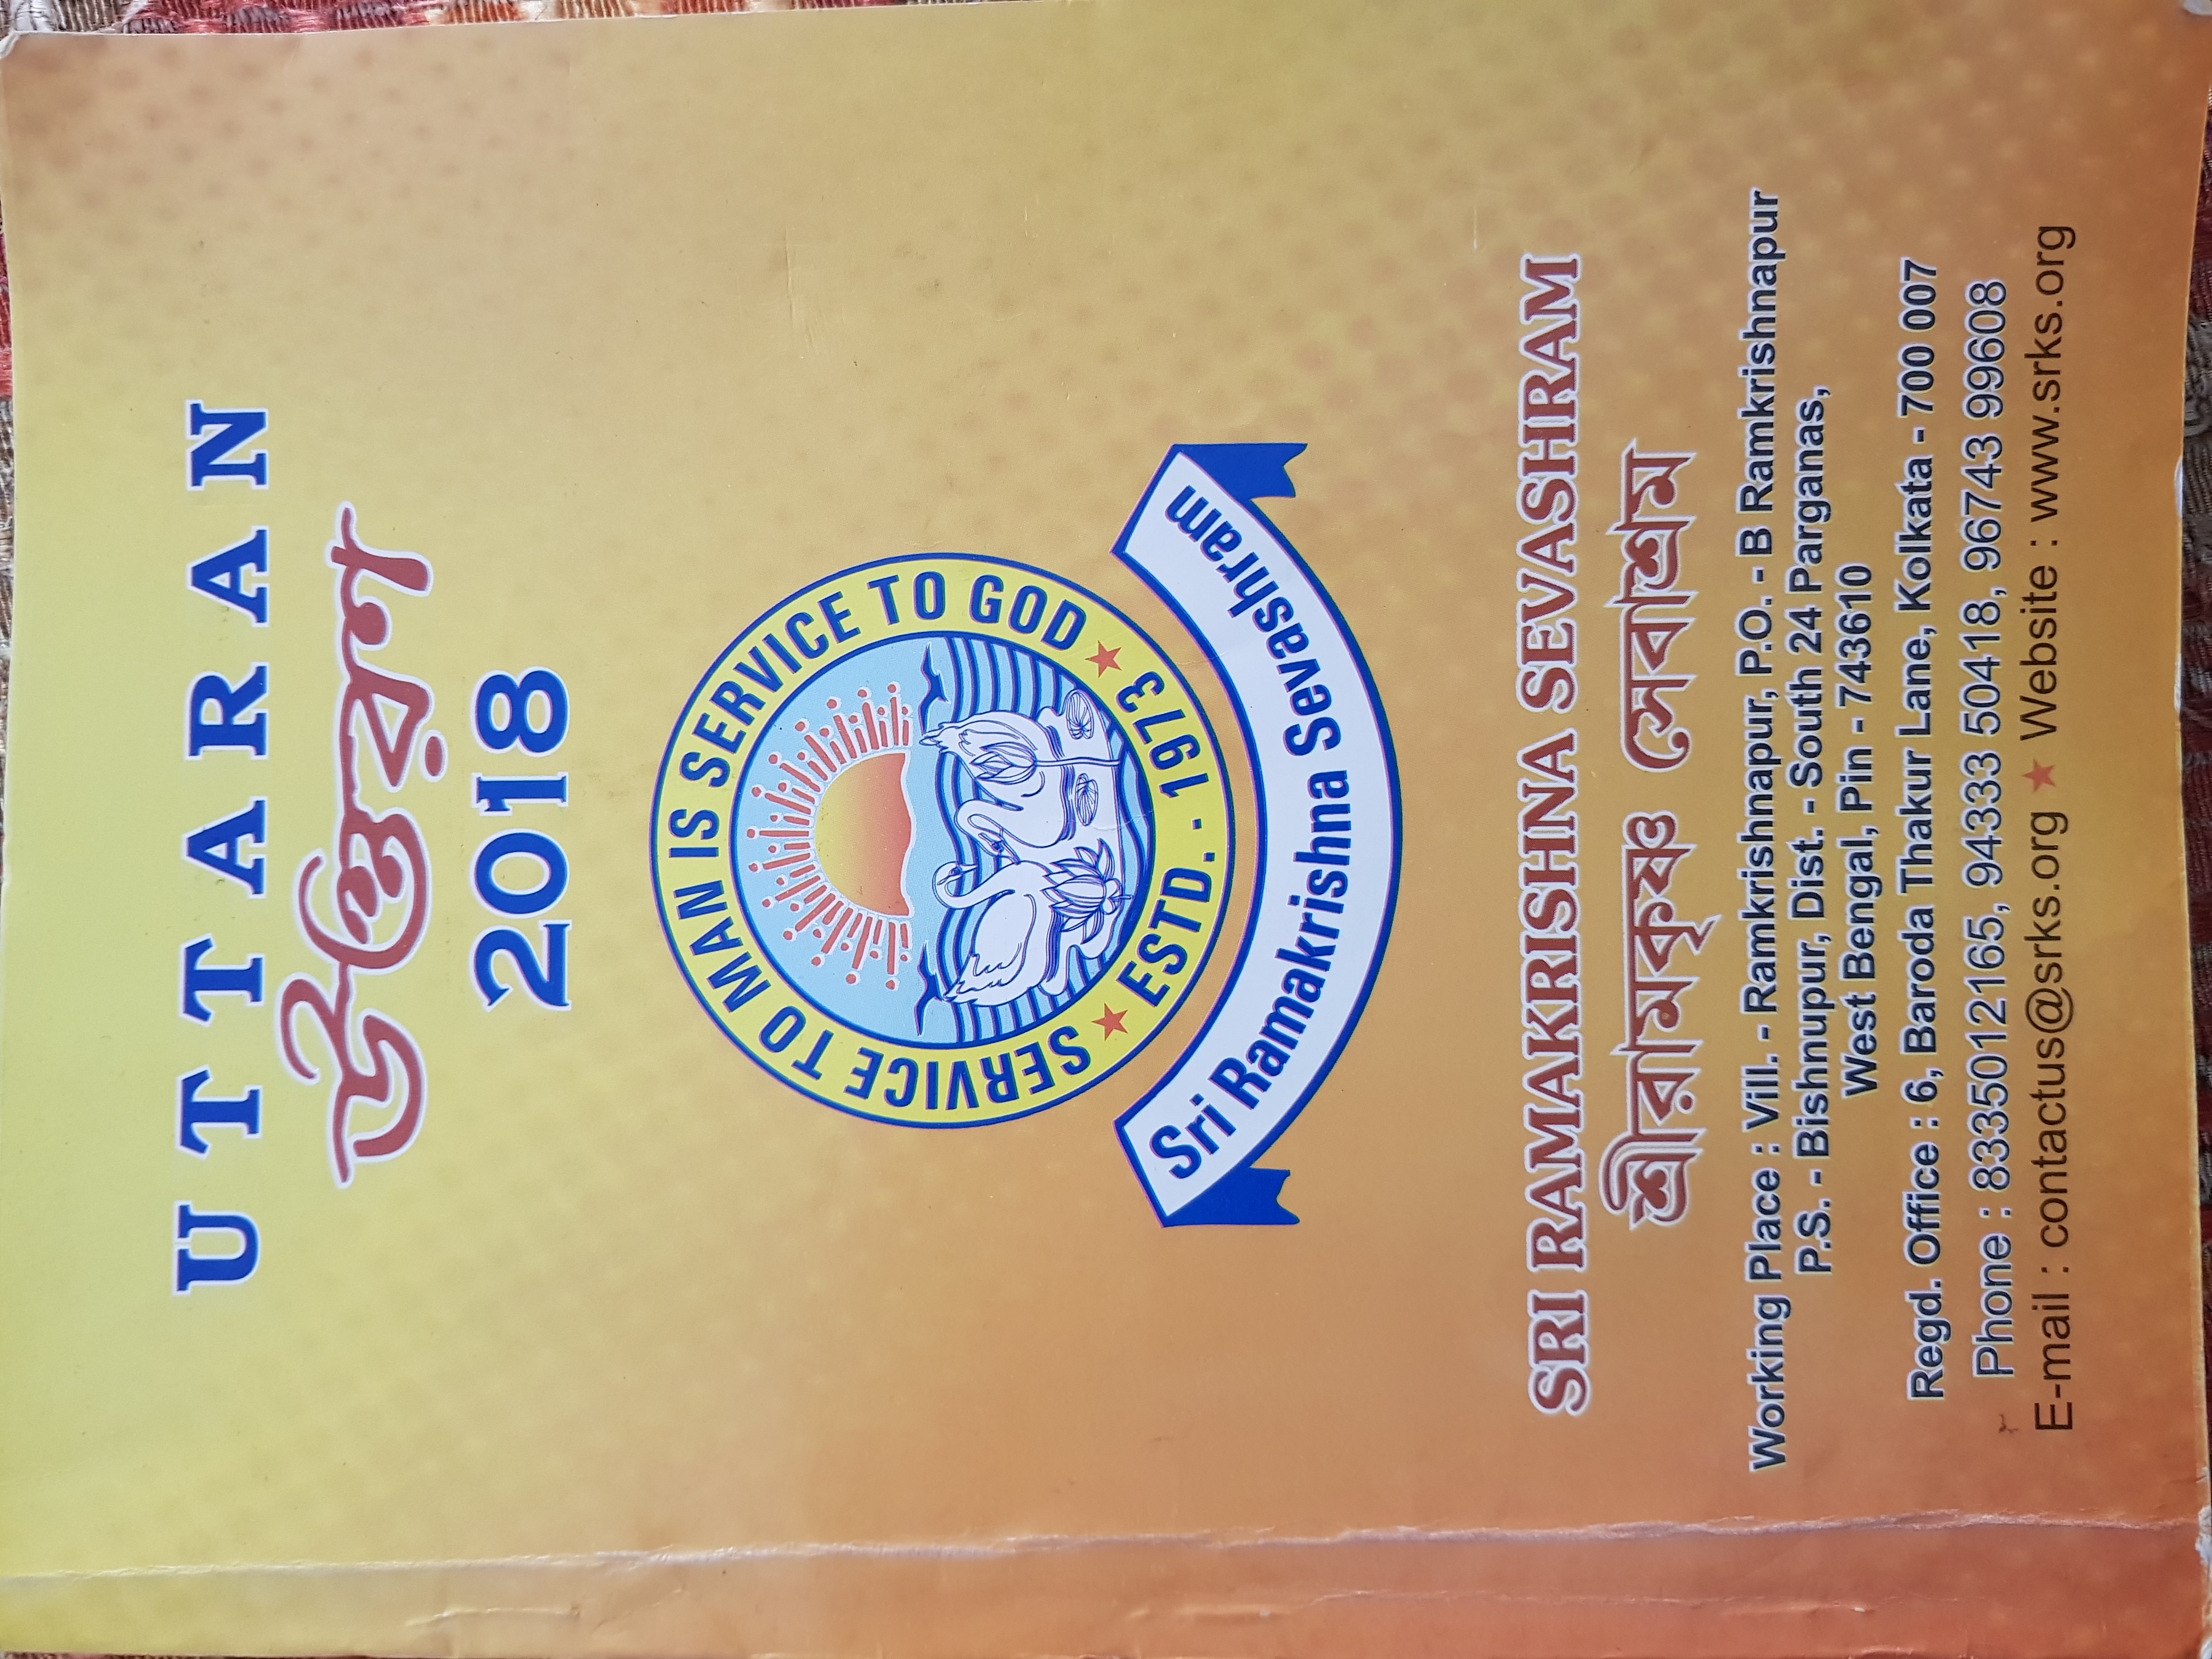 UTTARAN
উত্তরণ
2018
SERVICE TO MAN IS SERVICE TO GOD
ESTD. - 1973
Sri Ramakrishna Sevashram
SRI RAMAKRISHNA SEVASHRAM
শ্রীরামকৃষ্ণ সেবাশ্রম
Working Place : Vill. - Ramkrishnapur, P.O. - B Ramkrishnapur
P.S. - Bishnupur, Dist. - South 24 Parganas,
West Bengal, Pin - 743610
Regd. Office : 6, Baroda Thakur Lane, Kolkata - 700 007
Phone : 8335012165, 94333 50418, 96743 99608
E-mail : contactus@srks.org ★ Website : www.srks.org